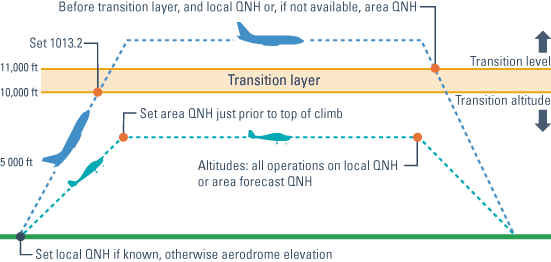 Before transition layer, and local QNH or, if not available, area QNH
Set 1013.2
Transition level
11,000 ft
Transition layer
10,000 ft
Transition altitude
Set area QNH just prior to top of climb
5 000 ft
Altitudes: all operations on local QNH
or area forecast QNH
Set local QNH if known, otherwise aerodrome elevation